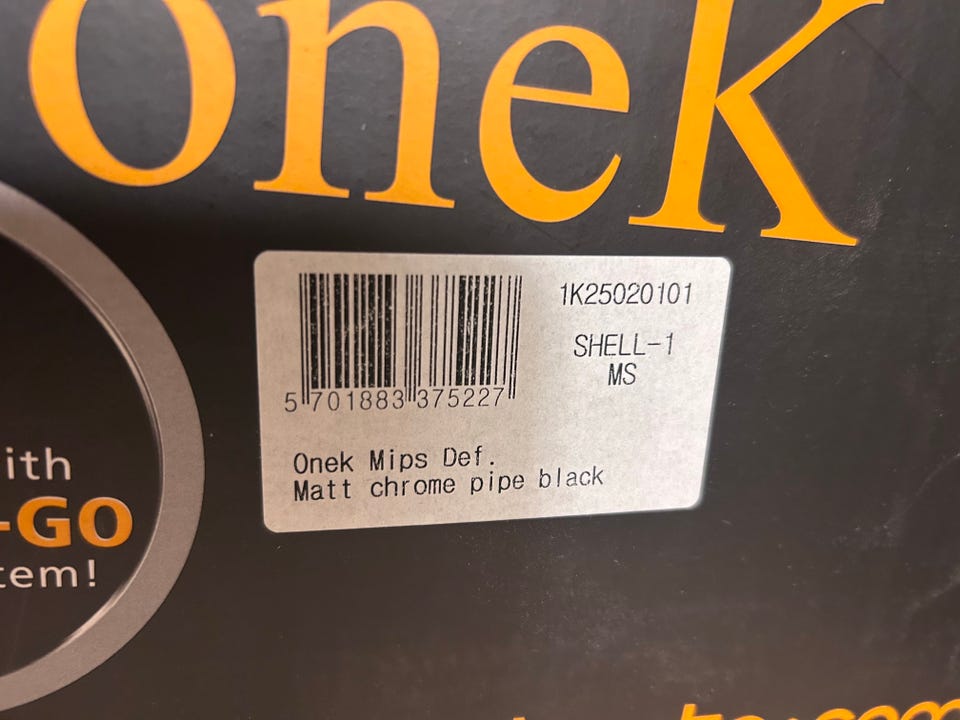 oneK
1K25020101
SHELL-1
MS
5 701883 375227
Onek Mips Def.
Matt chrome pipe black
ith
-GO
tem!